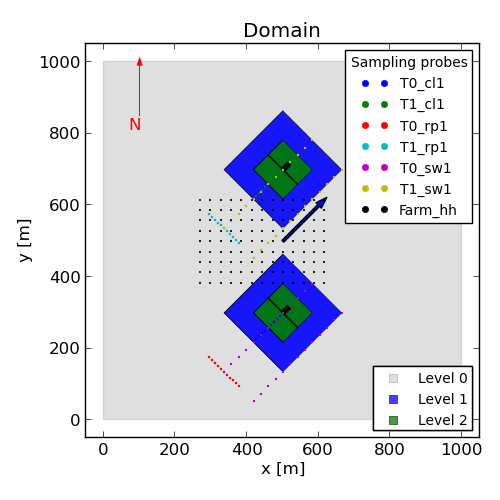 Domain
1000
800
600
400
200
0
y [m]
N
Sampling probes
T0_cl1
T1_cl1
T0_rp1
T1_rp1
T0_sw1
T1_sw1
Farm_hh
Level 0
Level 1
Level 2
0 200 400 600 800 1000
x [m]